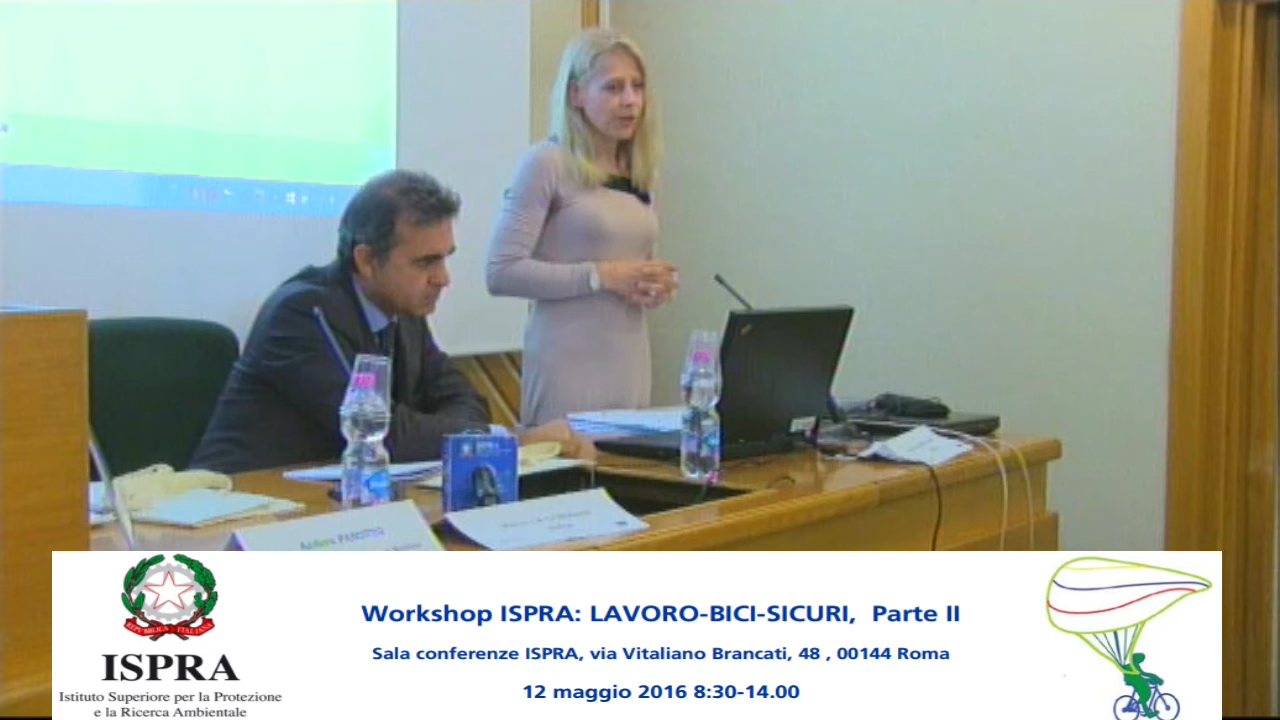 REPUBBLICA ITALIANA
ISPRA
Istituto Superiore per la Protezione
e la Ricerca Ambientale
Workshop ISPRA: LAVORO-BICI-SICURI, Parte II
Sala conferenze ISPRA, via Vitaliano Brancati, 48 , 00144 Roma
12 maggio 2016 8:30-14.00